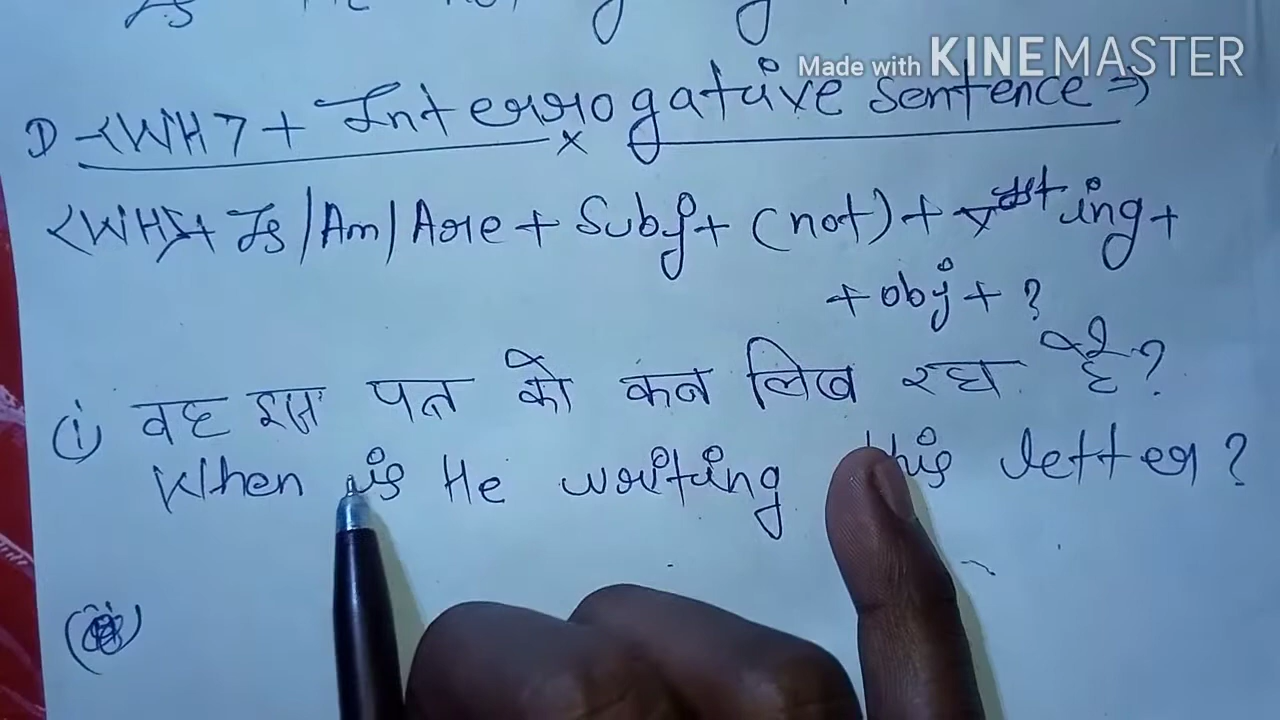 Is
Made with KINEMASTER
D <WH> + Interrogative sentence ⇒
<WH> + Is/Am/Are + Subj + (not) + V1st ing +
+ obj + ?
(i) वह इस पत्र को कब लिख रहा है?
When is He writing this letter?